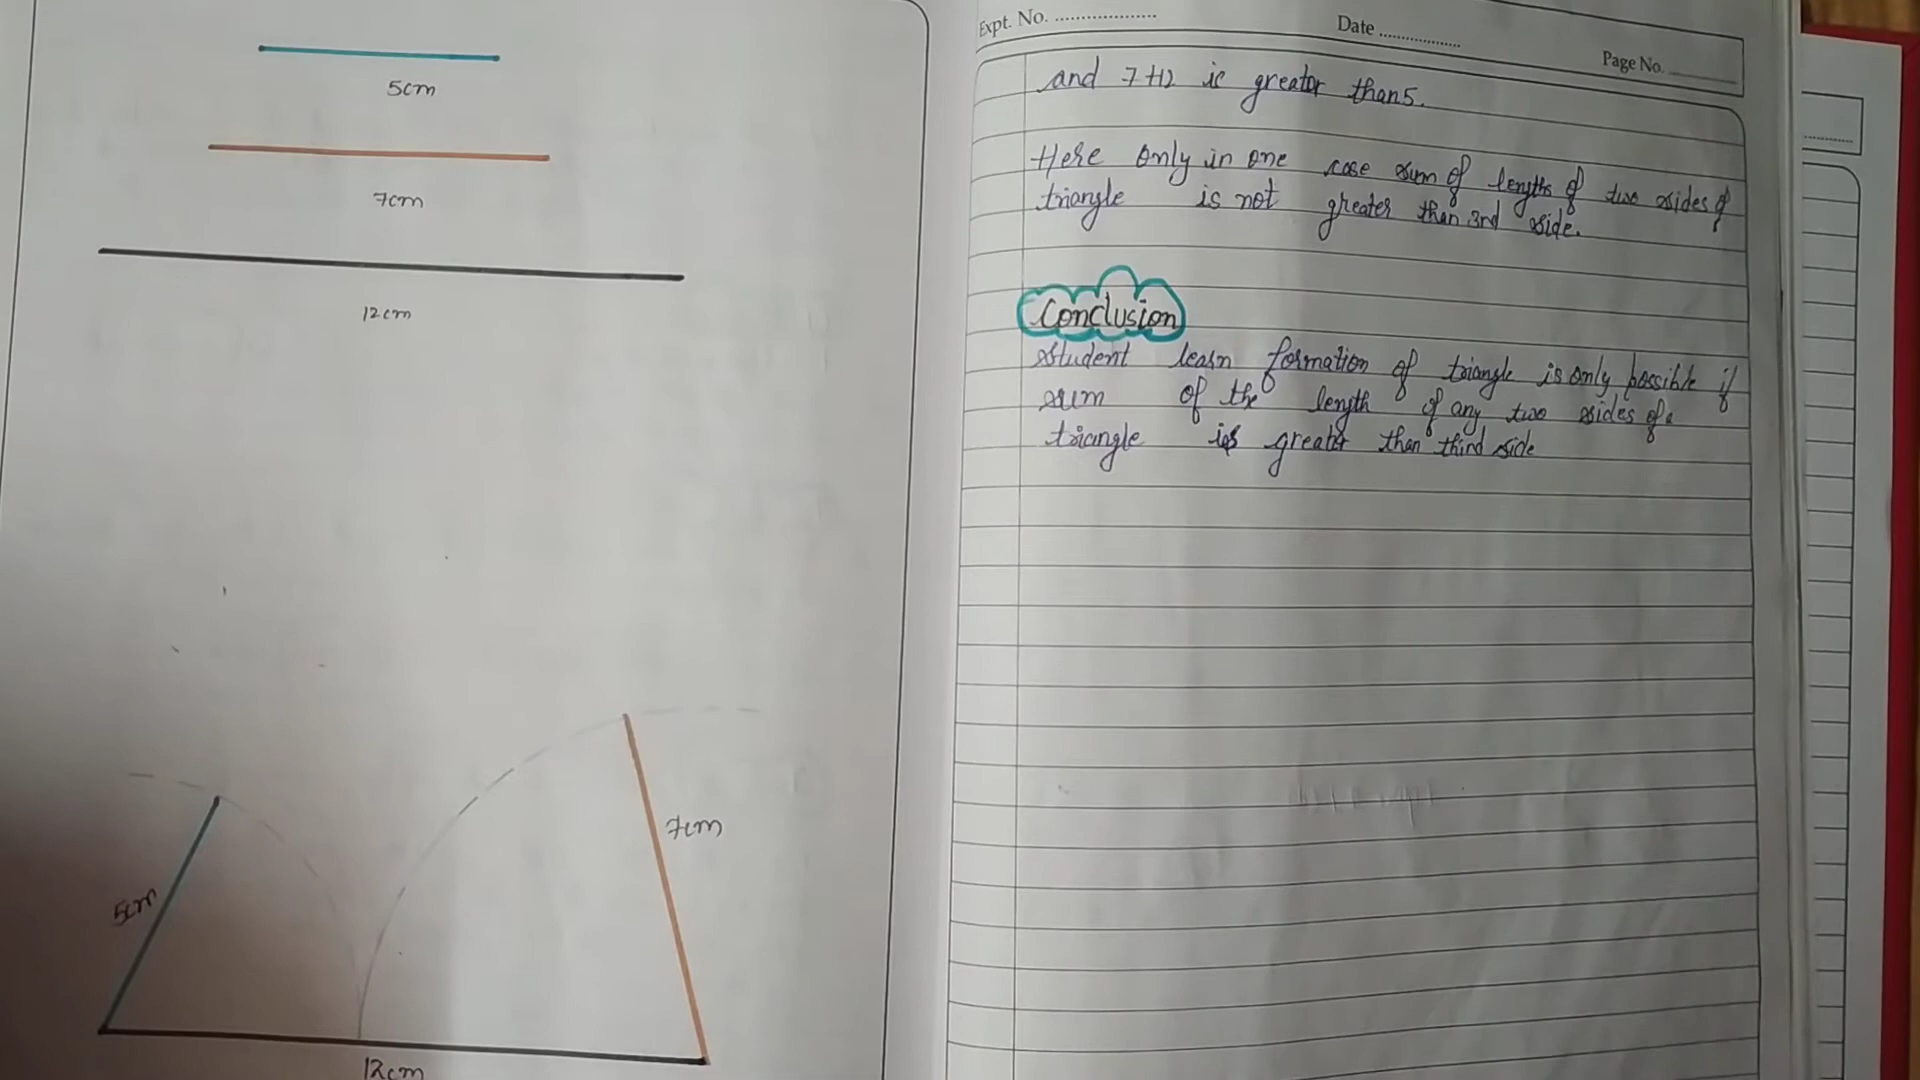 5cm
7cm
12cm
5cm
7cm
12cm
Expt. No. ....................
Date ................
Page No. ............
and 7+12 is greater than 5.
Here only in one case sum of lengths of two sides of
triangle is not greater than 3rd side.
Conclusion
Student learn formation of triangle is only possible if
sum of the length of any two sides of a
triangle is greater than third side